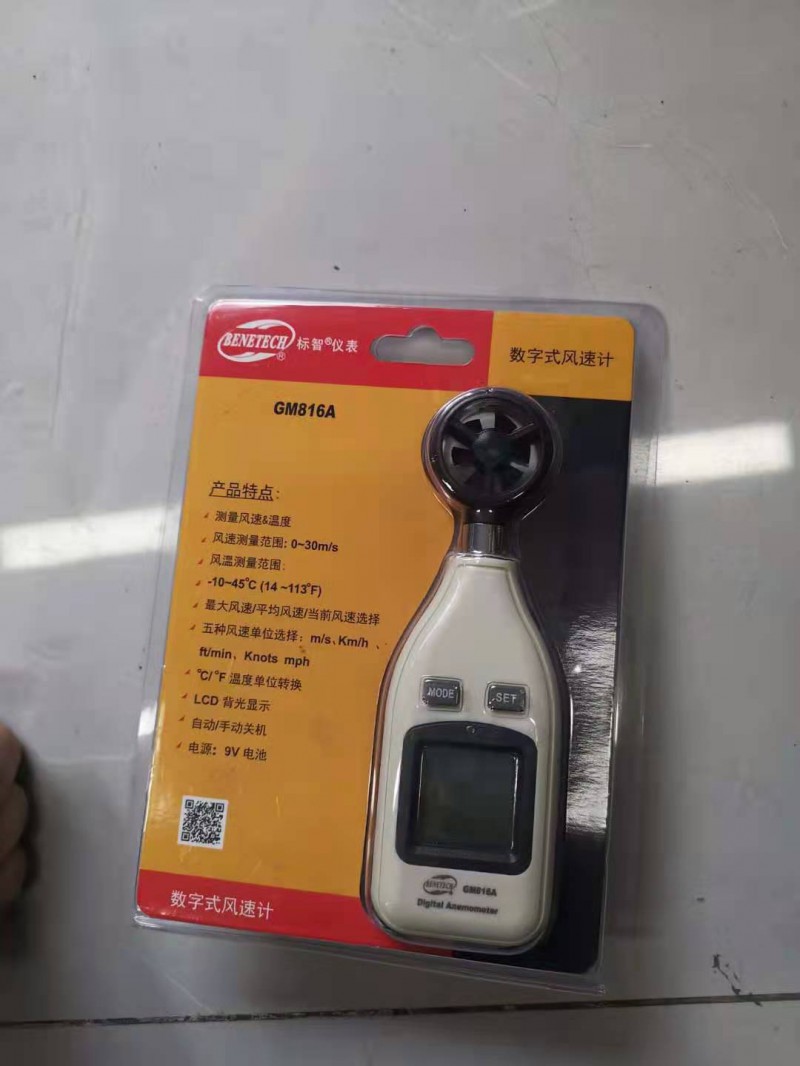 BENETECH®
标智®仪表
数字式风速计
GM816A
产品特点:
测量风速&温度
风速测量范围: 0~30m/s
风温测量范围:
-10~45℃ (14 ~113℉)
最大风速/平均风速/当前风速选择
五种风速单位选择: m/s、Km/h、
ft/min、Knots mph
℃/℉ 温度单位转换
LCD 背光显示
自动/手动关机
电源: 9V 电池
MODE
SET
BENETECH®
GM816A
Digital Anemometer
数字式风速计